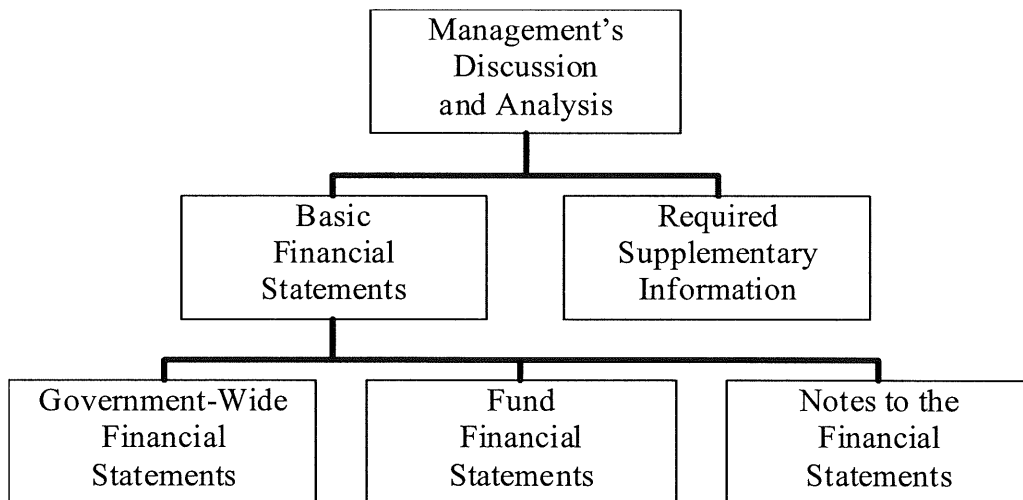 Management's
Discussion
and Analysis
Basic
Financial
Statements
Required
Supplementary
Information
Government-Wide
Financial
Statements
Fund
Financial
Statements
Notes to the
Financial
Statements